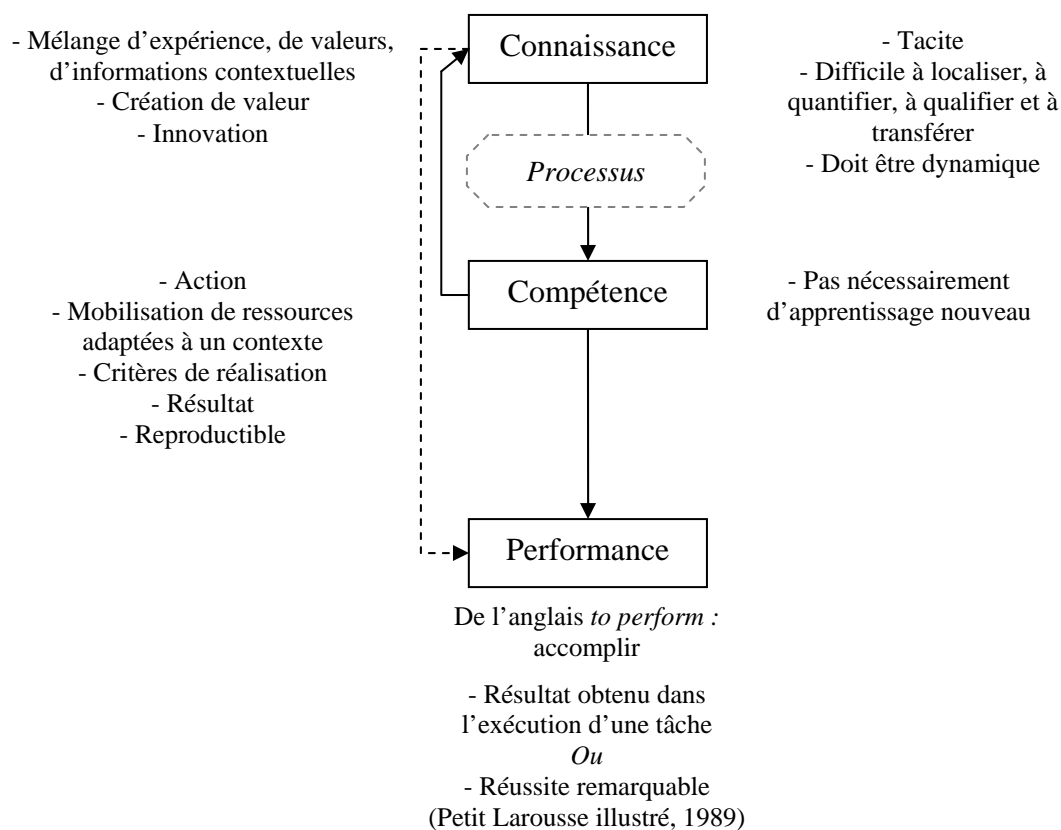 Connaissance
- Mélange d’expérience, de valeurs,
d’informations contextuelles
- Création de valeur
- Innovation
- Tacite
- Difficile à localiser, à
quantifier, à qualifier et à
transférer
- Doit être dynamique
Processus
Compétence
- Action
- Mobilisation de ressources
adaptées à un contexte
- Critères de réalisation
- Résultat
- Reproductible
- Pas nécessairement
d’apprentissage nouveau
Performance
De l’anglais to perform :
accomplir
- Résultat obtenu dans
l’exécution d’une tâche
Ou
- Réussite remarquable
(Petit Larousse illustré, 1989)